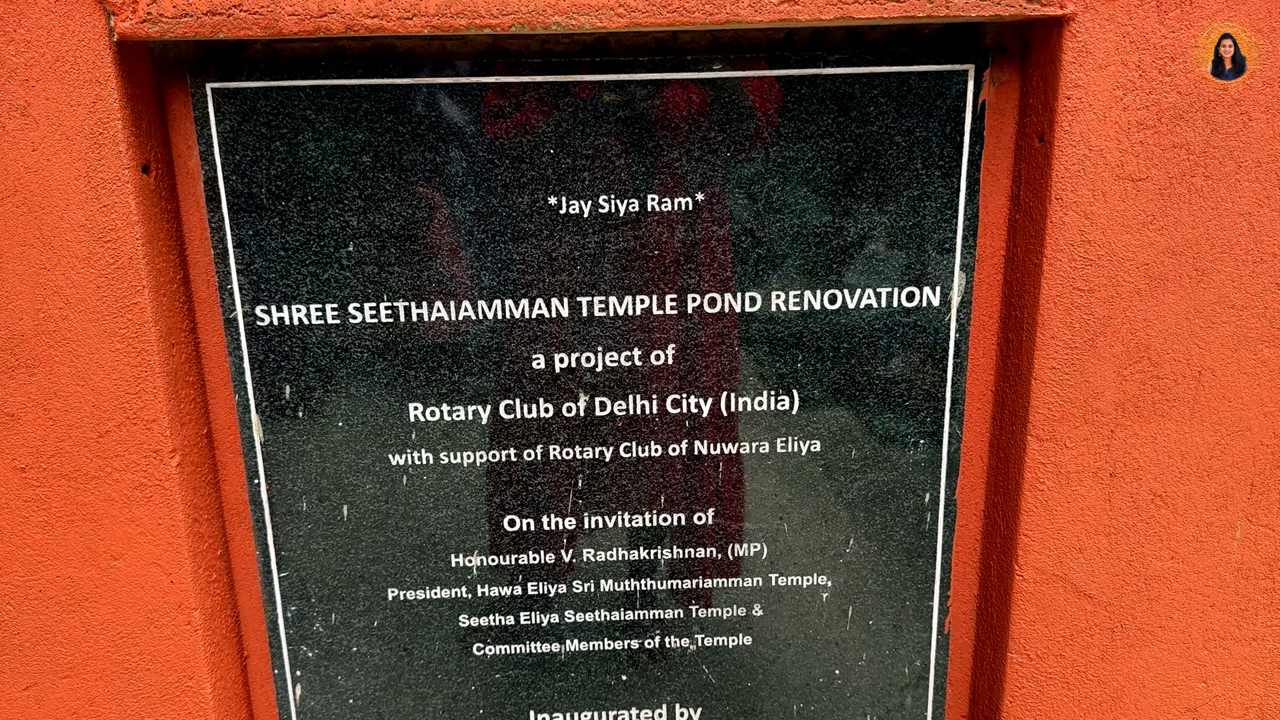 *Jay Siya Ram*
SHREE SEETHAIAMMAN TEMPLE POND RENOVATION
a project of
Rotary Club of Delhi City (India)
with support of Rotary Club of Nuwara Eliya
On the invitation of
Honourable V. Radhakrishnan, (MP)
President, Hawa Eliya Sri Muththumariamman Temple,
Seetha Eliya Seethaiamman Temple &
Committee Members of the Temple
Inaugurated by